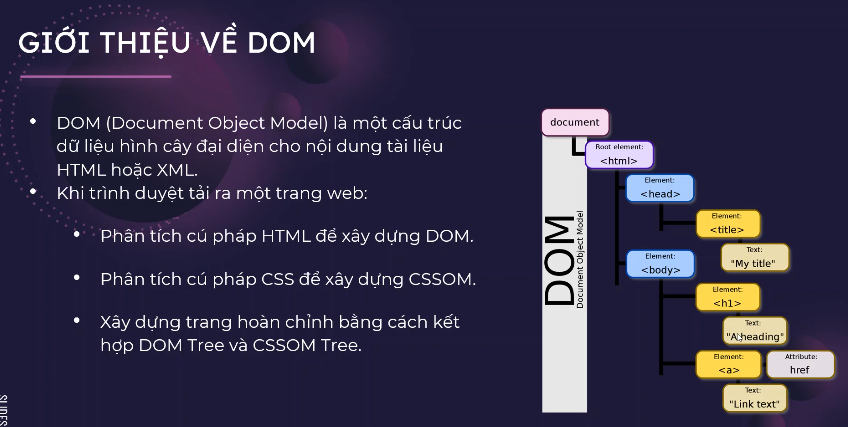 GIỚI THIỆU VỀ DOM
• DOM (Document Object Model) là một cấu trúc
dữ liệu hình cây đại diện cho nội dung tài liệu
HTML hoặc XML.
• Khi trình duyệt tải ra một trang web:
• Phân tích cú pháp HTML để xây dựng DOM.
• Phân tích cú pháp CSS để xây dựng CSSOM.
• Xây dựng trang hoàn chỉnh bằng cách kết
hợp DOM Tree và CSSOM Tree.
document
Root element:
<html>
Element:
<head>
Element:
<title>
Text:
"My title"
Element:
<body>
Element:
<h1>
Text:
"A heading"
Element:
<a>
Attribute:
href
Text:
"Link text"
DOM
Document Object Model